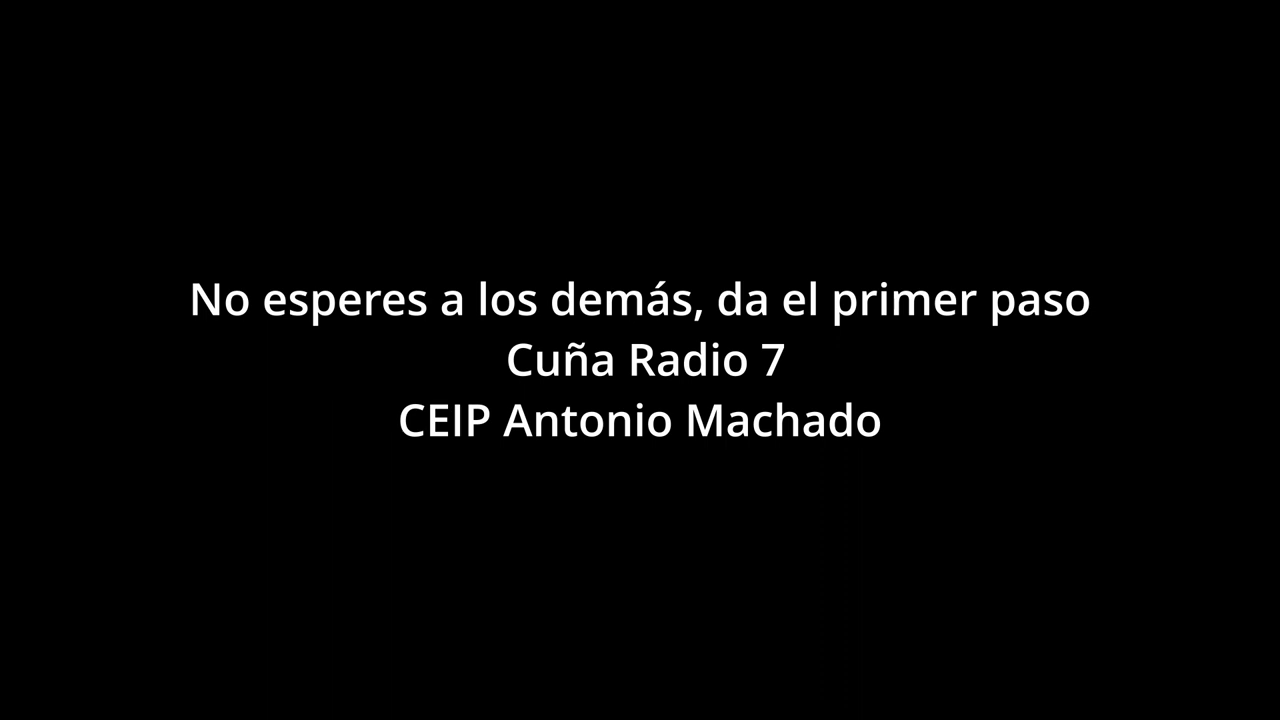 No esperes a los demás, da el primer paso
Cuña Radio 7
CEIP Antonio Machado